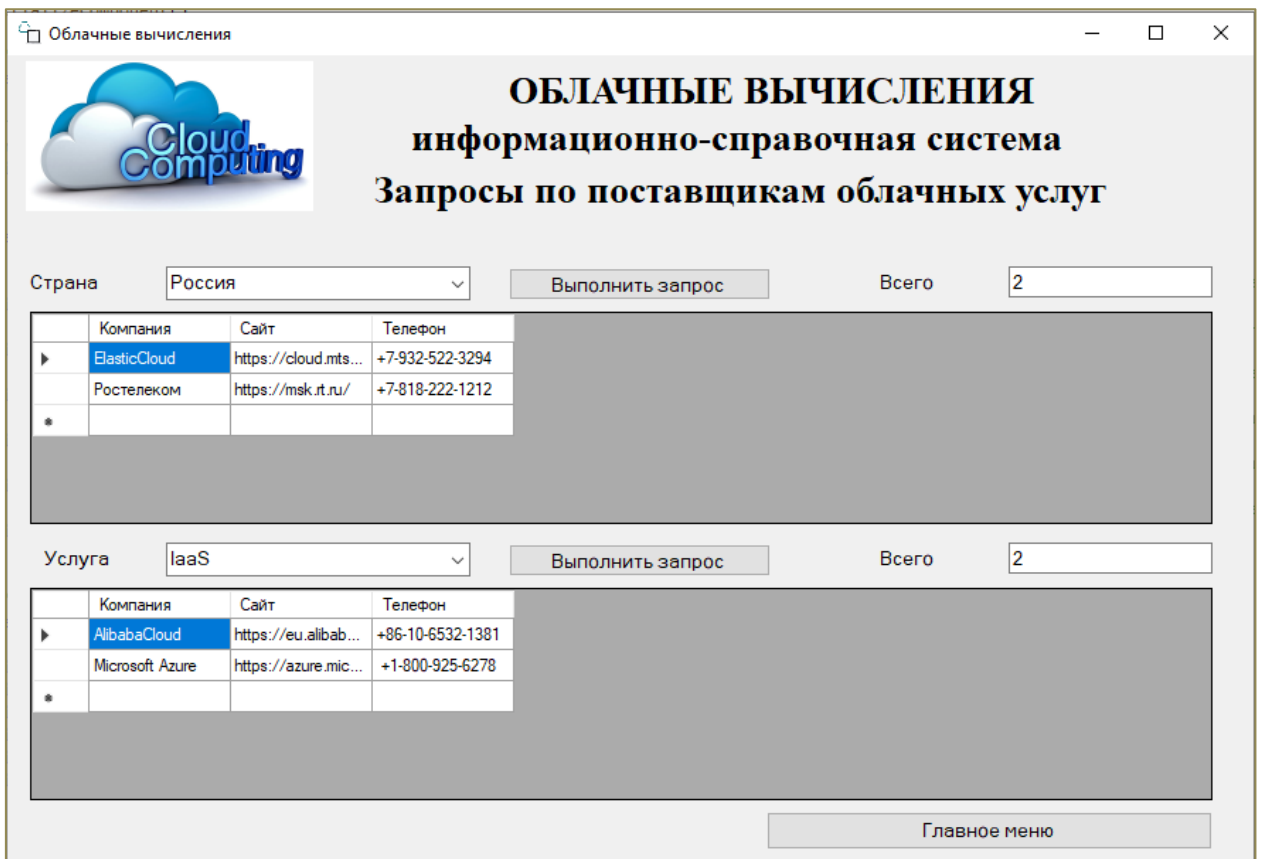 Облачные вычисления
Cloud
Computing
ОБЛАЧНЫЕ ВЫЧИСЛЕНИЯ
информационно-справочная система
Запросы по поставщикам облачных услуг
Страна Россия Выполнить запрос Всего 2
Компания Сайт Телефон
ElasticCloud https://cloud.mts... +7-932-522-3294
Ростелеком https://msk.rt.ru/ +7-818-222-1212
Услуга IaaS Выполнить запрос Всего 2
Компания Сайт Телефон
AlibabaCloud https://eu.alibab... +86-10-6532-1381
Microsoft Azure https://azure.mic... +1-800-925-6278
Главное меню